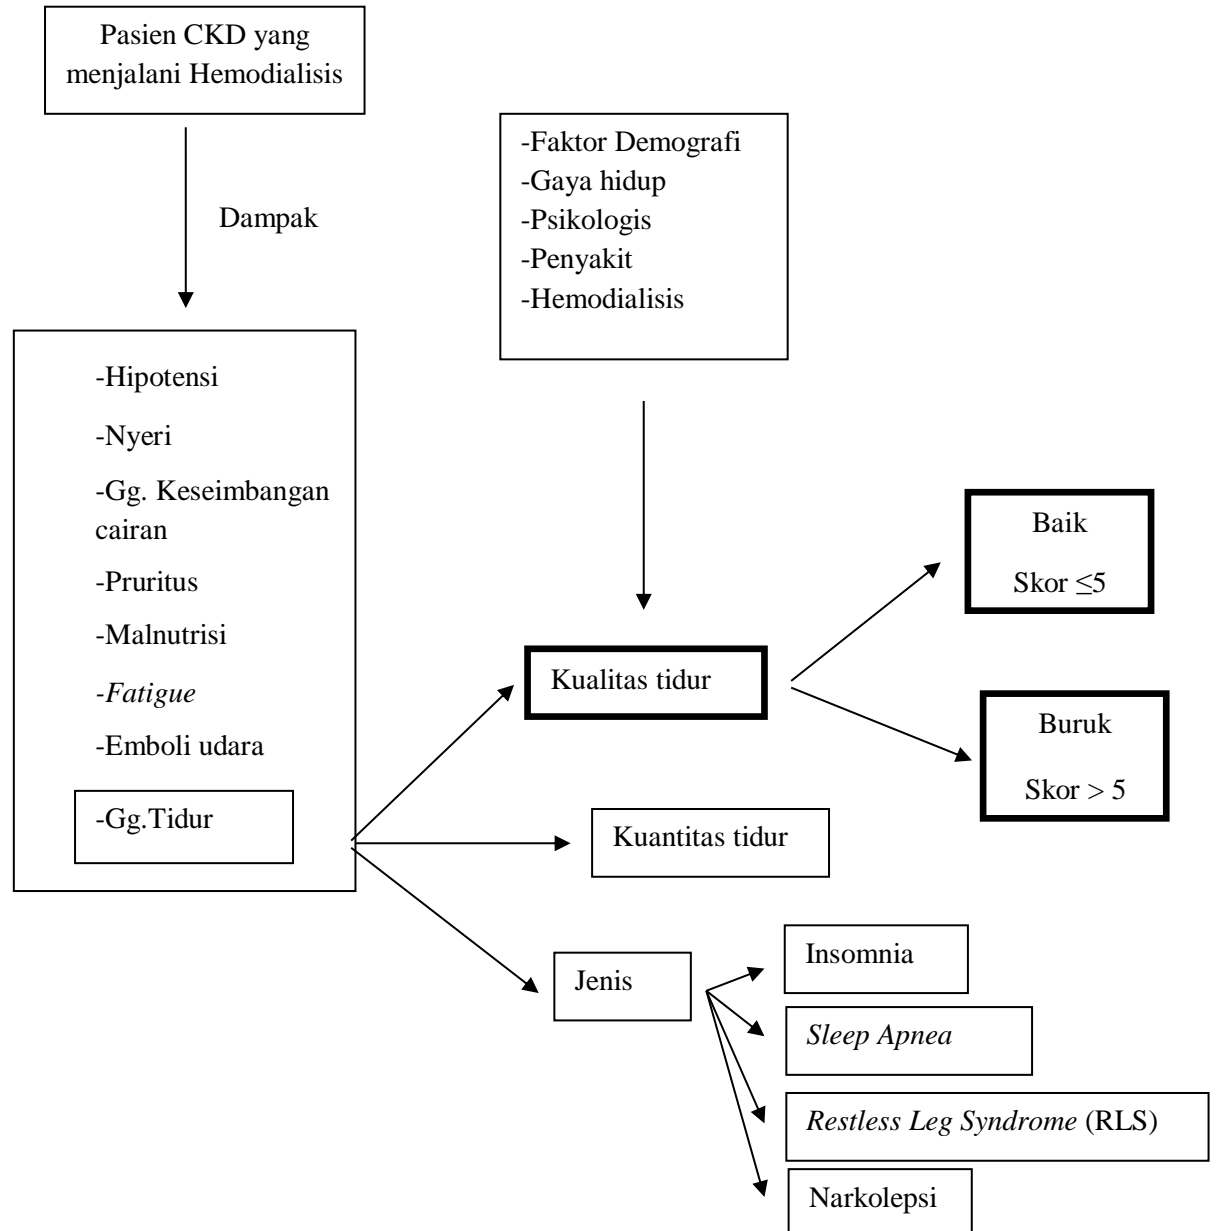 Pasien CKD yang
menjalani Hemodialisis
Dampak
-Faktor Demografi
-Gaya hidup
-Psikologis
-Penyakit
-Hemodialisis
-Hipotensi
-Nyeri
-Gg. Keseimbangan
cairan
-Pruritus
-Malnutrisi
-Fatigue
-Emboli udara
-Gg.Tidur
Kualitas tidur
Baik
Skor ≤5
Buruk
Skor > 5
Kuantitas tidur
Jenis
Insomnia
Sleep Apnea
Restless Leg Syndrome (RLS)
Narkolepsi